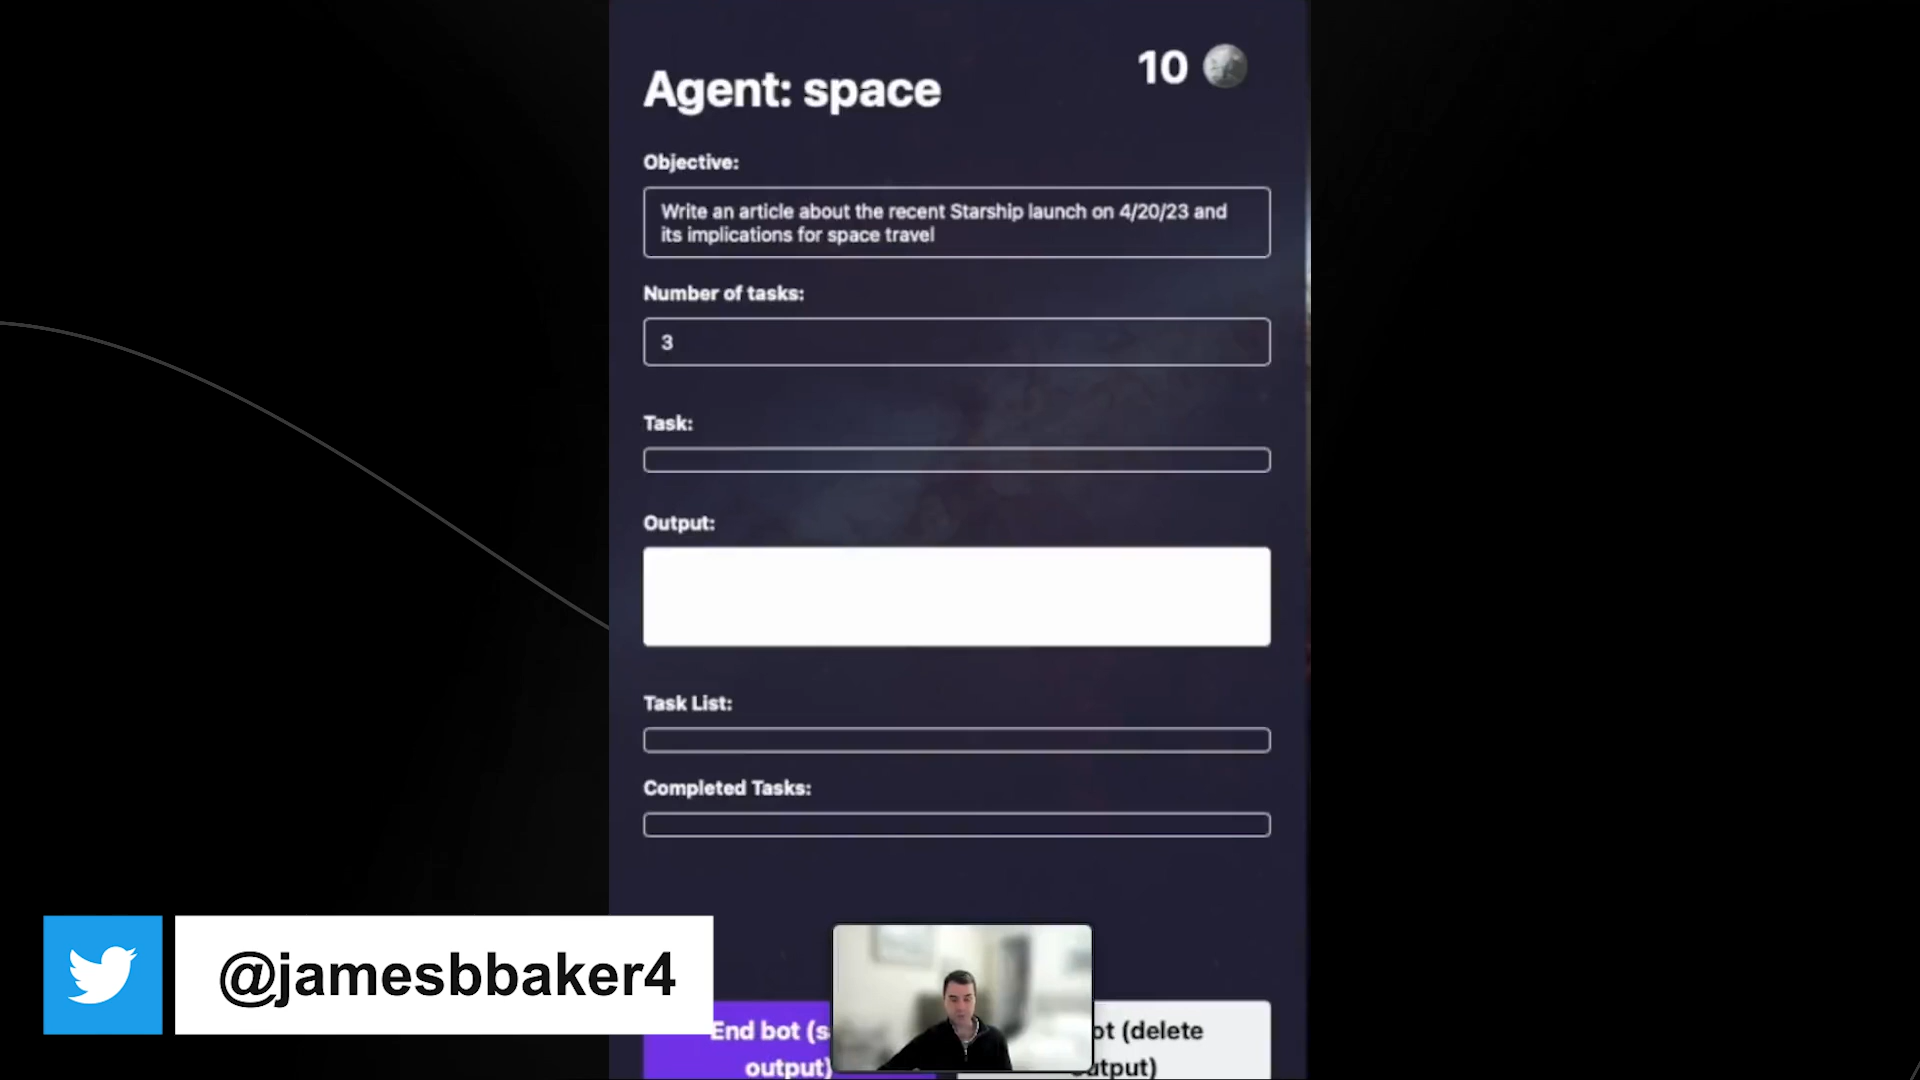 10
Agent: space
Objective:
Write an article about the recent Starship launch on 4/20/23 and
its implications for space travel
Number of tasks:
3
Task:
Output:
Task List:
Completed Tasks:
@jamesbbaker4
End bot (s
output)
ot (delete
utput)